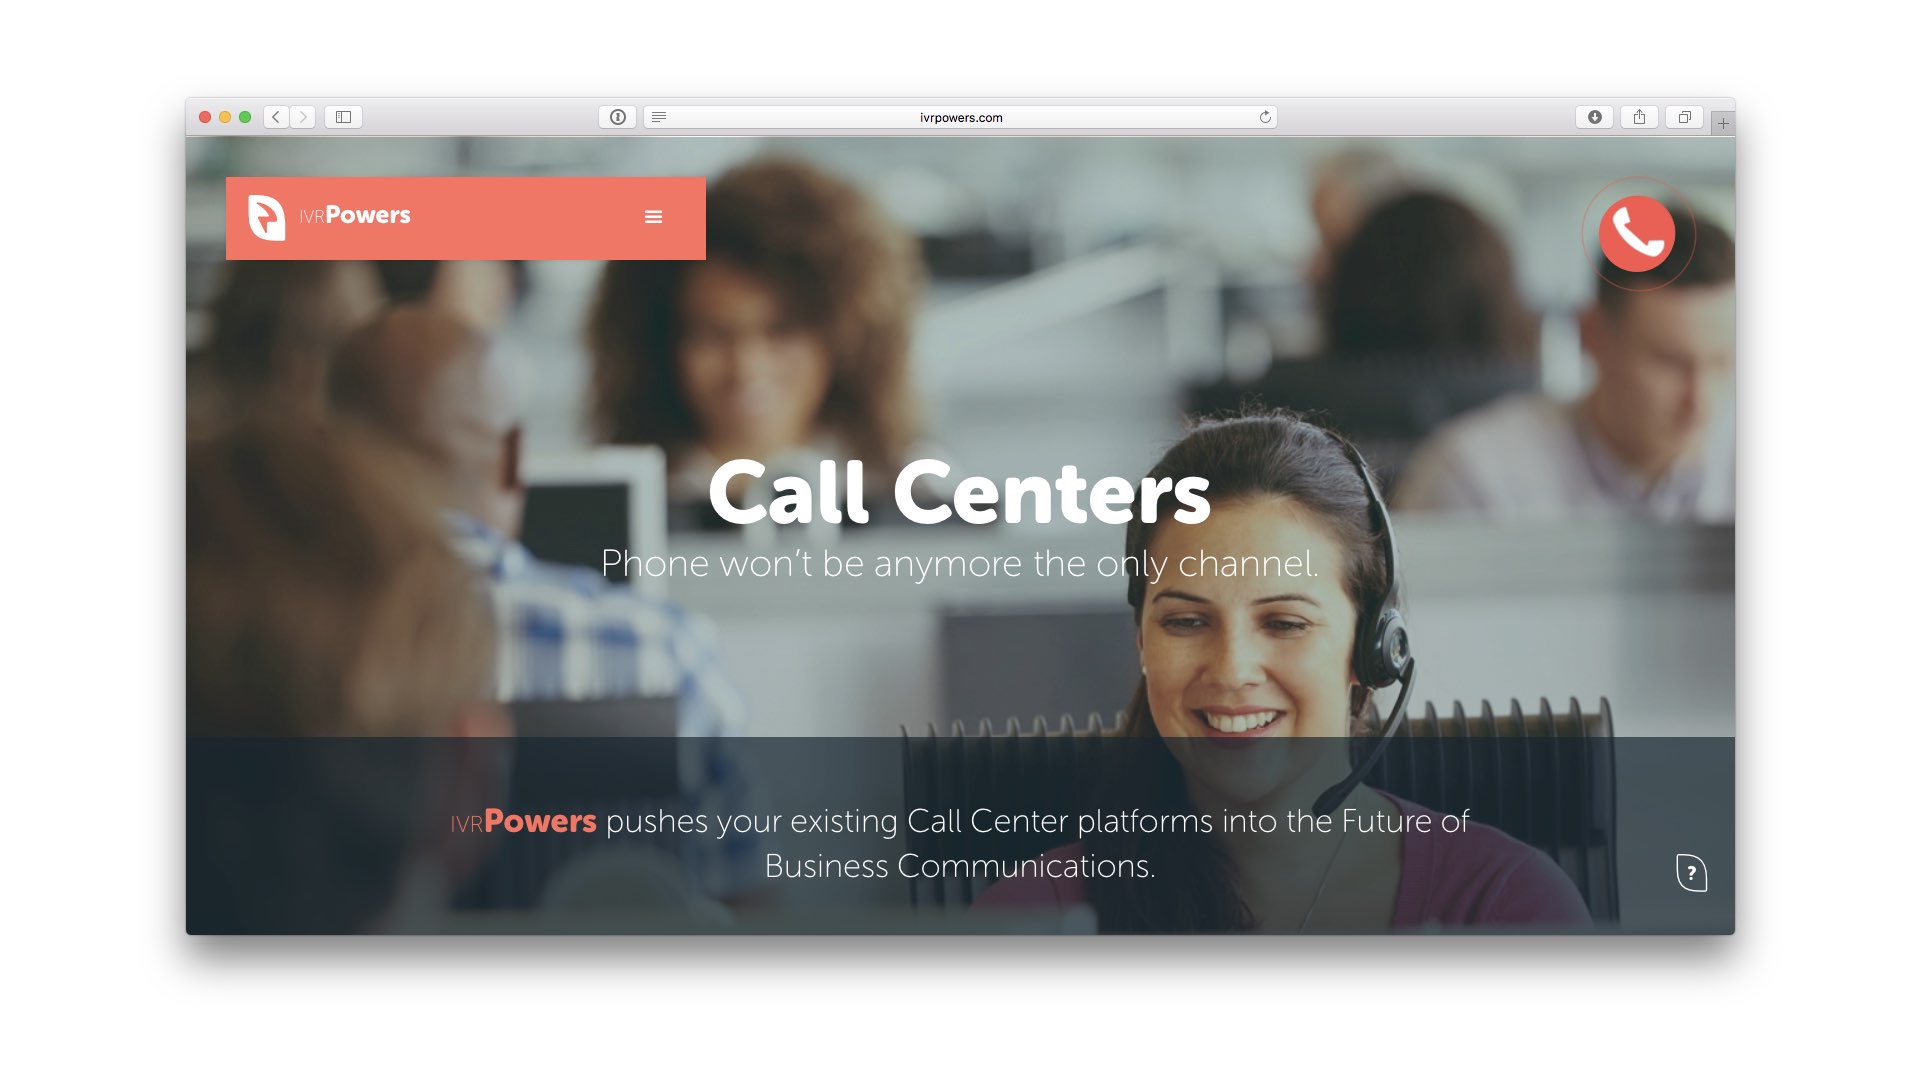 ivrpowers.com
IVRPowers
Call Centers
Phone won’t be anymore the only channel.
IVRPowers pushes your existing Call Center platforms into the Future of
Business Communications.
?